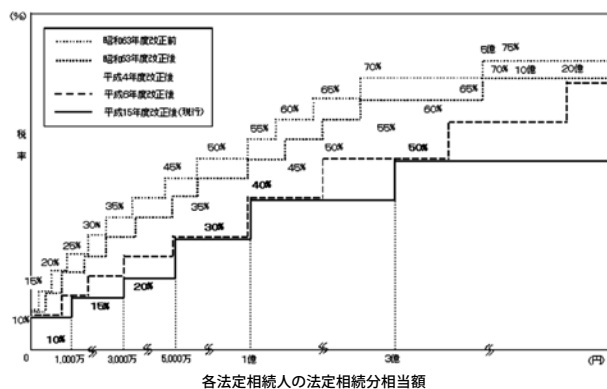 (%)
昭和63年度改正前
昭和63年度改正後
平成4年度改正後
平成6年度改正後
平成15年度改正後(現行)
税率
5億 75%
70% 10億 20億
70%
65%
65%
60%
60%
55%
55%
50%
50%
50%
45%
45%
40%
35%
35%
30%
30%
25%
20%
20%
15%
15%
10%
10%
0 1,000万 3,000万 5,000万 1億 3億 (円)
各法定相続人の法定相続分相当額